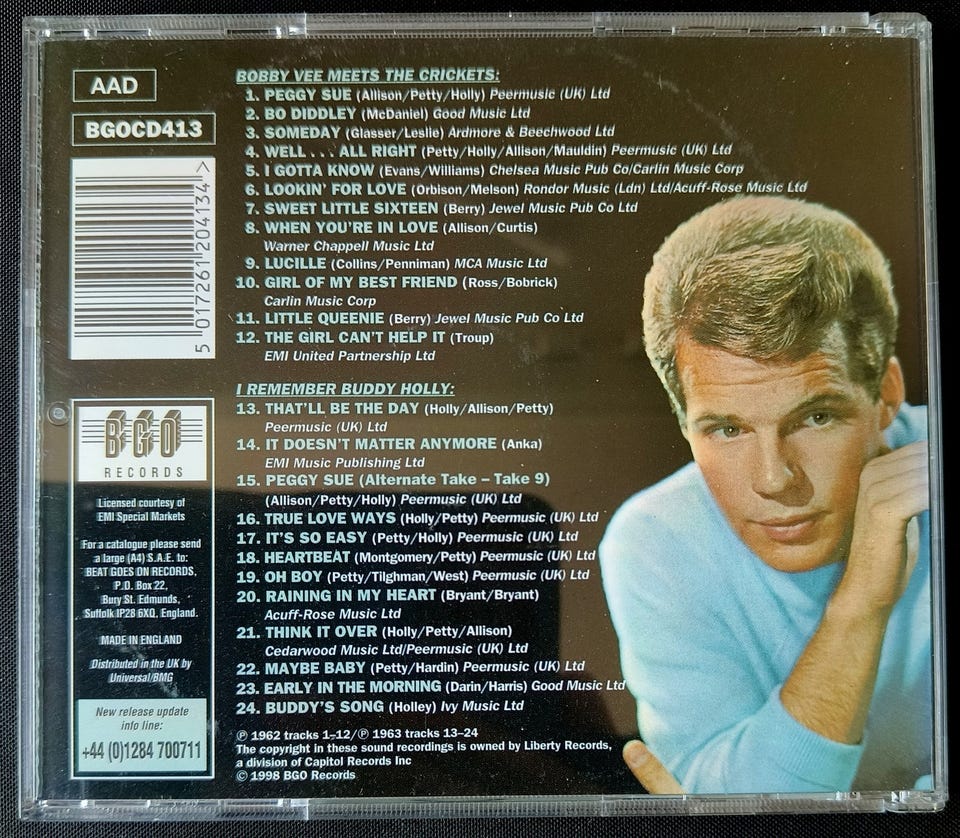 AAD
BGOCD413
5 017261 204134 >
BGO
RECORDS
Licensed courtesy of
EMI Special Markets
For a catalogue please send
a large (A4) S.A.E. to:
BEAT GOES ON RECORDS,
P.O. Box 22,
Bury St. Edmunds,
Suffolk IP28 6XQ, England.
MADE IN ENGLAND
Distributed in the UK by
Universal/BMG
New release update
info line:
+44 (0)1284 700711
BOBBY VEE MEETS THE CRICKETS:
1. PEGGY SUE (Allison/Petty/Holly) Peermusic (UK) Ltd
2. BO DIDDLEY (McDaniel) Good Music Ltd
3. SOMEDAY (Glasser/Leslie) Ardmore & Beechwood Ltd
4. WELL . . . ALL RIGHT (Petty/Holly/Allison/Mauldin) Peermusic (UK) Ltd
5. I GOTTA KNOW (Evans/Williams) Chelsea Music Pub Co/Carlin Music Corp
6. LOOKIN' FOR LOVE (Orbison/Melson) Rondor Music (Ldn) Ltd/Acuff-Rose Music Ltd
7. SWEET LITTLE SIXTEEN (Berry) Jewel Music Pub Co Ltd
8. WHEN YOU'RE IN LOVE (Allison/Curtis)
Warner Chappell Music Ltd
9. LUCILLE (Collins/Penniman) MCA Music Ltd
10. GIRL OF MY BEST FRIEND (Ross/Bobrick)
Carlin Music Corp
11. LITTLE QUEENIE (Berry) Jewel Music Pub Co Ltd
12. THE GIRL CAN'T HELP IT (Troup)
EMI United Partnership Ltd
I REMEMBER BUDDY HOLLY:
13. THAT'LL BE THE DAY (Holly/Allison/Petty)
Peermusic (UK) Ltd
14. IT DOESN'T MATTER ANYMORE (Anka)
EMI Music Publishing Ltd
15. PEGGY SUE (Alternate Take – Take 9)
(Allison/Petty/Holly) Peermusic (UK) Ltd
16. TRUE LOVE WAYS (Holly/Petty) Peermusic (UK) Ltd
17. IT'S SO EASY (Petty/Holly) Peermusic (UK) Ltd
18. HEARTBEAT (Montgomery/Petty) Peermusic (UK) Ltd
19. OH BOY (Petty/Tilghman/West) Peermusic (UK) Ltd
20. RAINING IN MY HEART (Bryant/Bryant)
Acuff-Rose Music Ltd
21. THINK IT OVER (Holly/Petty/Allison)
Cedarwood Music Ltd/Peermusic (UK) Ltd
22. MAYBE BABY (Petty/Hardin) Peermusic (UK) Ltd
23. EARLY IN THE MORNING (Darin/Harris) Good Music Ltd
24. BUDDY'S SONG (Holley) Ivy Music Ltd
℗ 1962 tracks 1–12/℗ 1963 tracks 13–24
The copyright in these sound recordings is owned by Liberty Records,
a division of Capitol Records Inc
© 1998 BGO Records